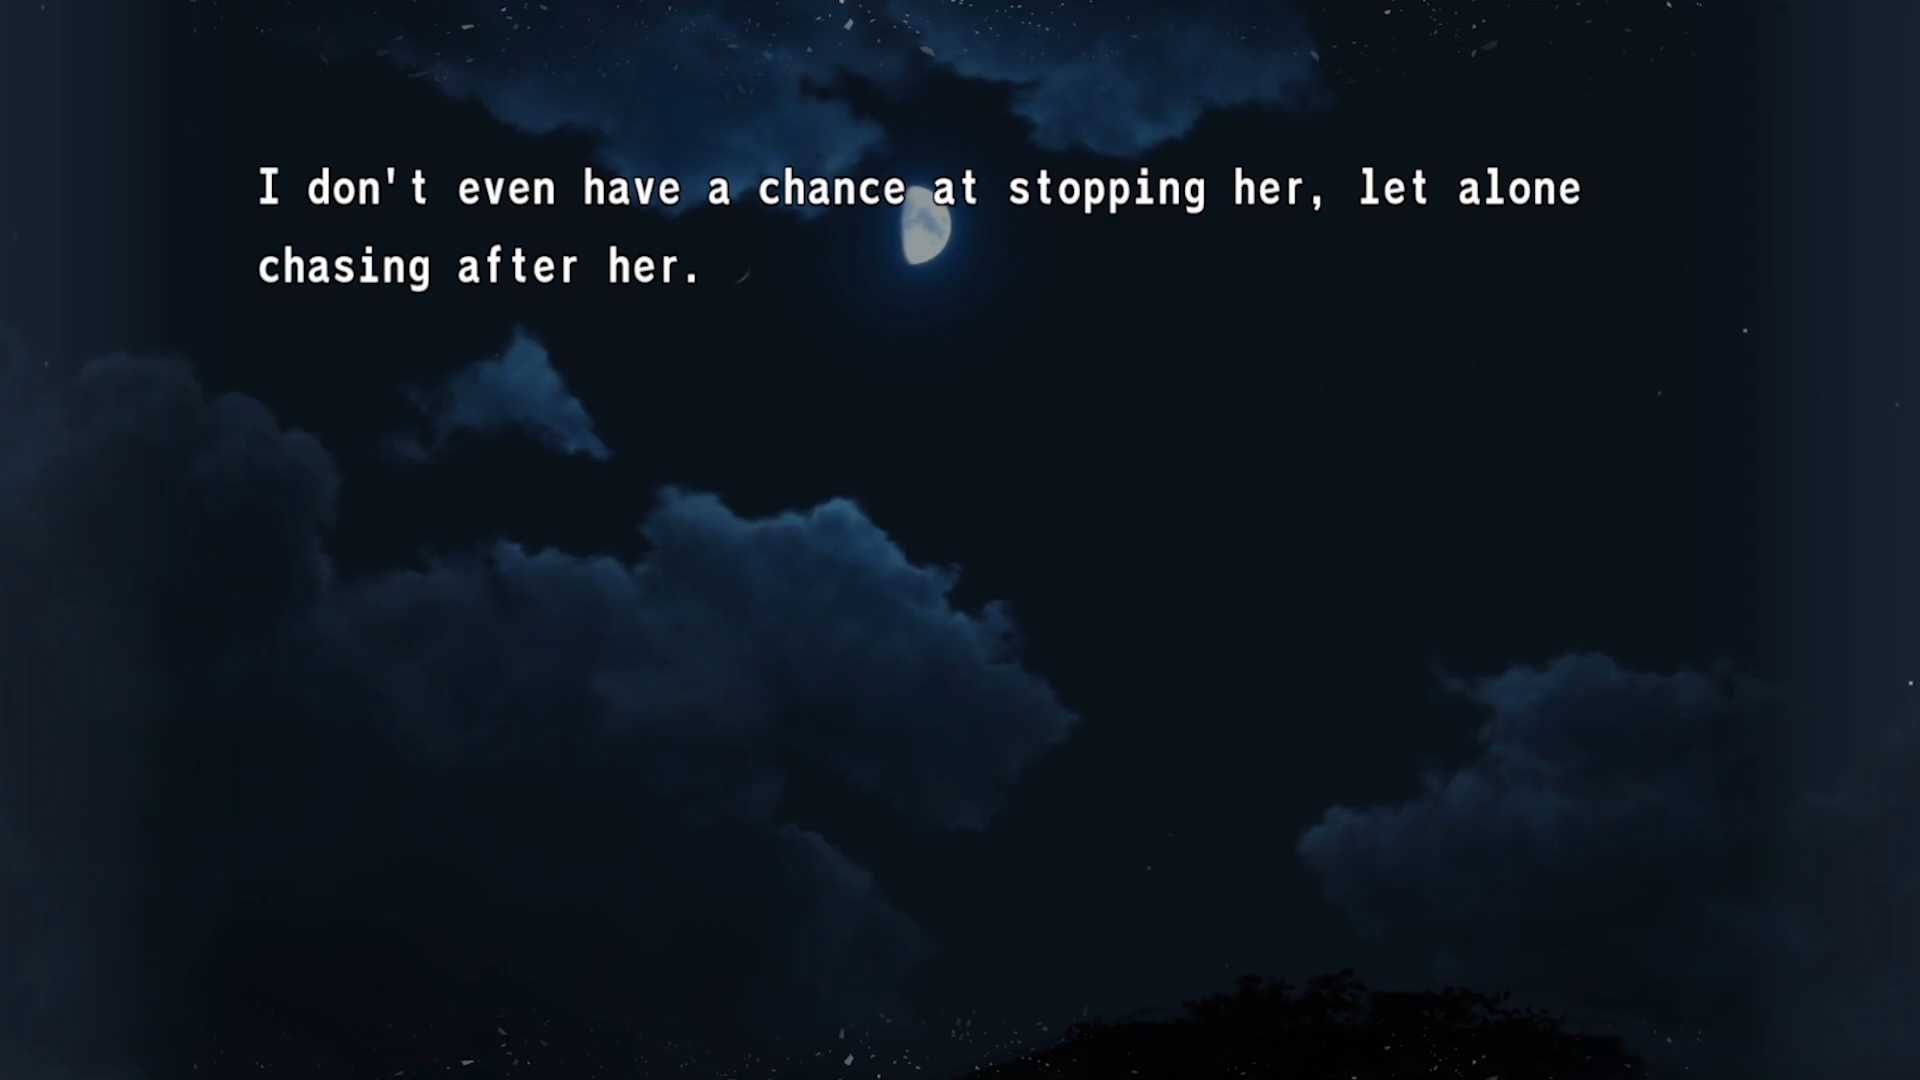 I don't even have a chance at stopping her, let alone
chasing after her.